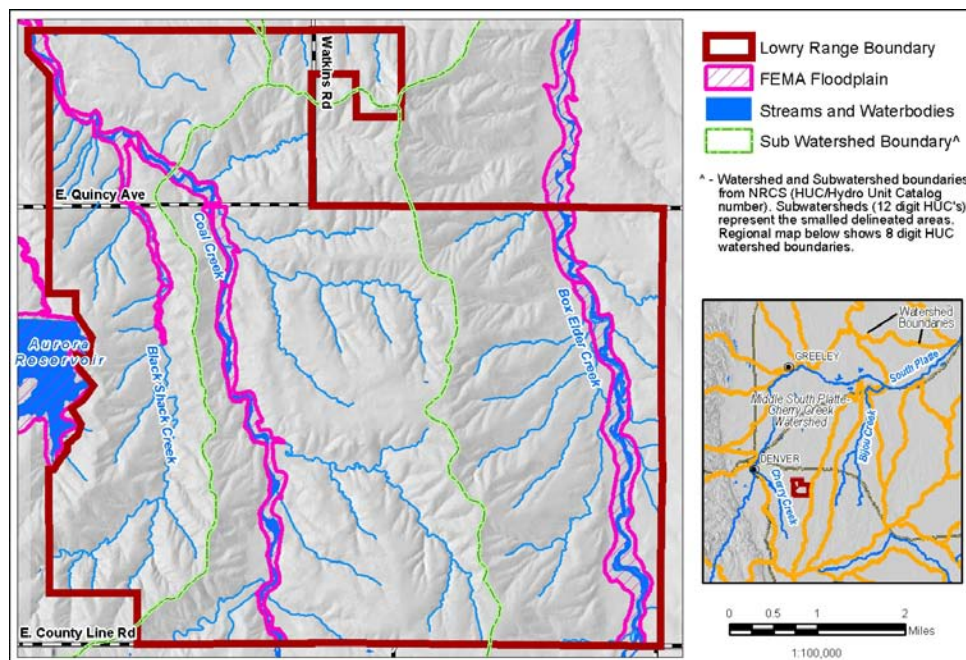 Watkins Rd
E. Quincy Ave
Coal Creek
Box Elder Creek
Black Shack Creek
Aurora
Reservoir
E. County Line Rd
Lowry Range Boundary
FEMA Floodplain
Streams and Waterbodies
Sub Watershed Boundary^
^ - Watershed and Subwatershed boundaries
from NRCS (HUC/Hydro Unit Catalog
number). Subwatersheds (12 digit HUC's)
represent the smalled delineated areas.
Regional map below shows 8 digit HUC
watershed boundaries.
Watershed
Boundaries
GREELEY
South Platte
Middle South Platte-
Cherry Creek
Watershed
Bijou Creek
DENVER
Cherry Creek
0 0.5 1 2
Miles
1:100,000